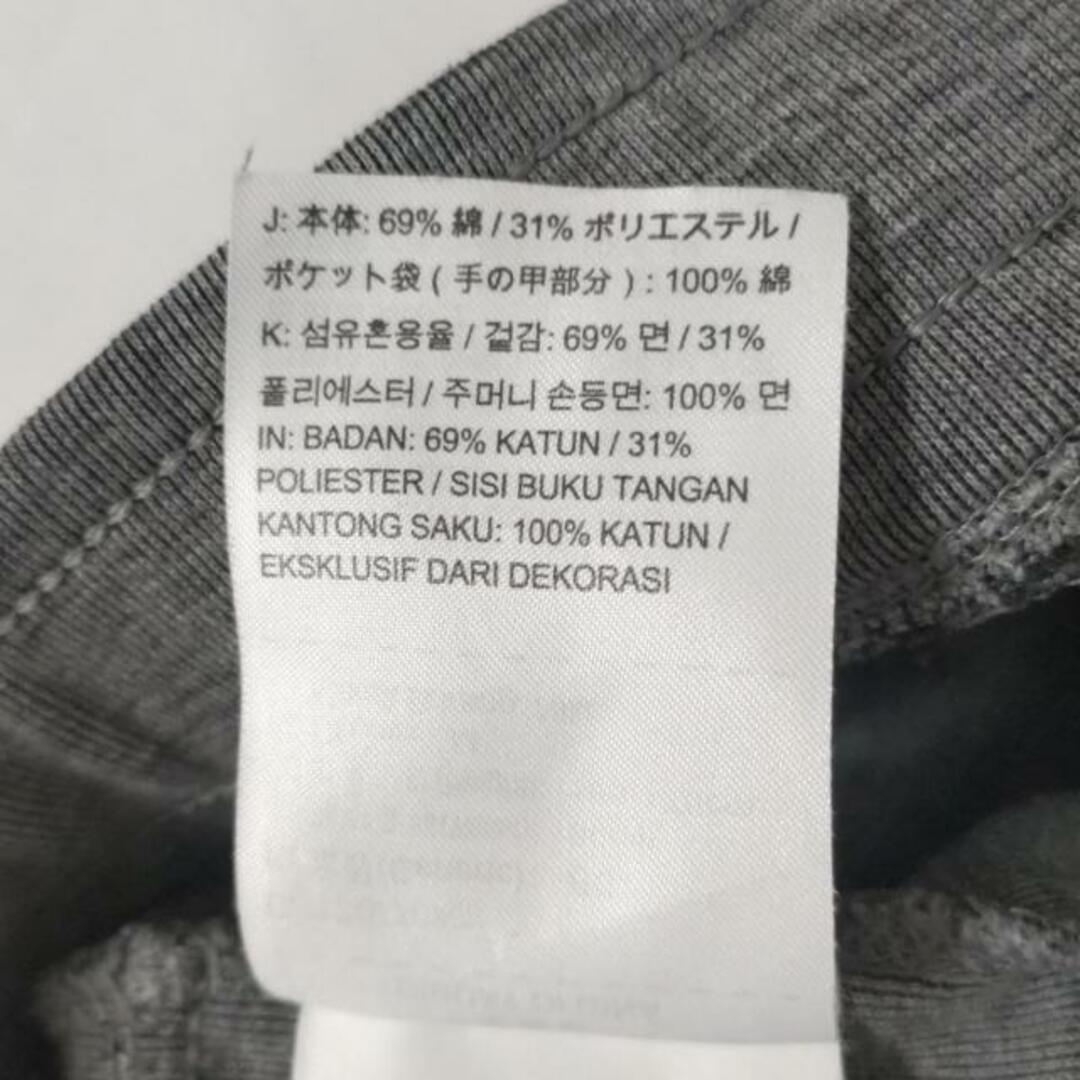 J: 本体: 69% 綿 / 31% ポリエステル /
ポケット袋 ( 手の甲部分 ) : 100% 綿
K: 섬유혼용율 / 겉감: 69% 면 / 31%
폴리에스터 / 주머니 손등면: 100% 면
IN: BADAN: 69% KATUN / 31%
POLIESTER / SISI BUKU TANGAN
KANTONG SAKU: 100% KATUN /
EKSKLUSIF DARI DEKORASI